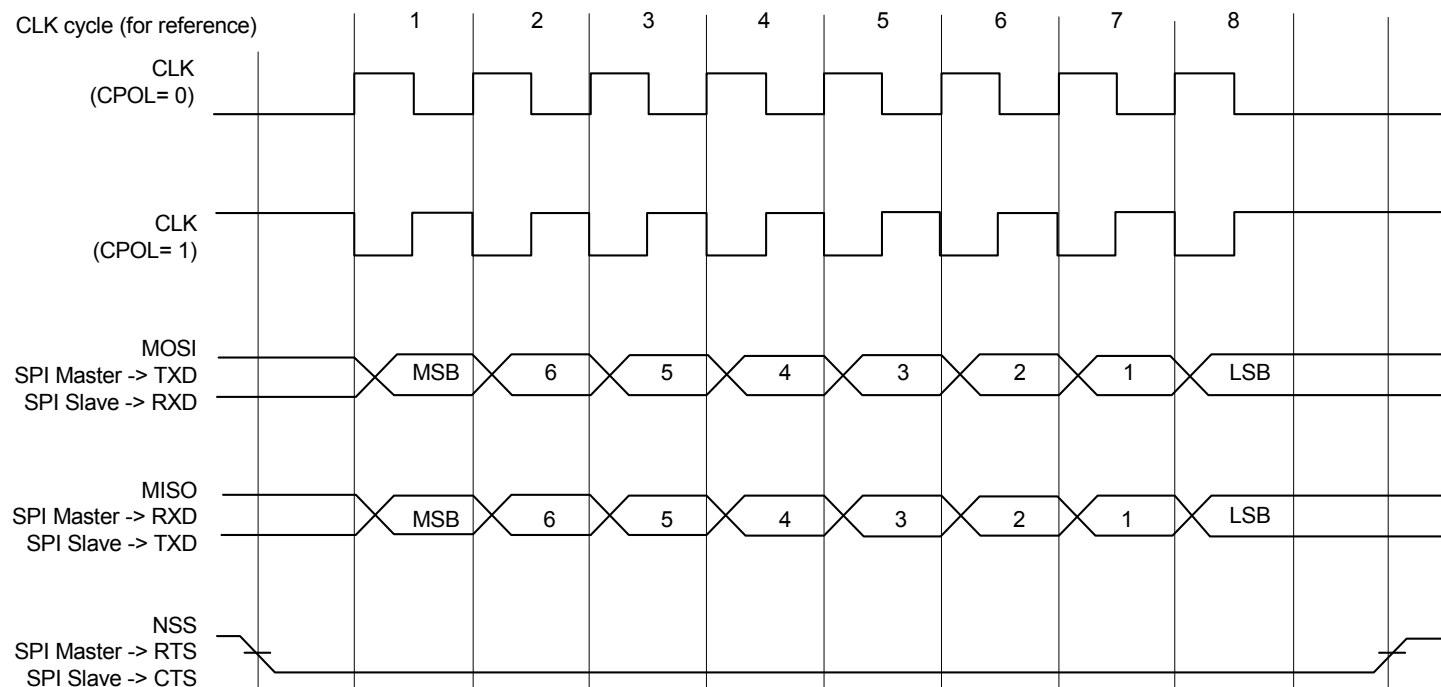 CLK cycle (for reference)
1 2 3 4 5 6 7 8
CLK
(CPOL= 0)
CLK
(CPOL= 1)
MOSI
SPI Master -> TXD
SPI Slave -> RXD
MSB 6 5 4 3 2 1 LSB
MISO
SPI Master -> RXD
SPI Slave -> TXD
MSB 6 5 4 3 2 1 LSB
NSS
SPI Master -> RTS
SPI Slave -> CTS